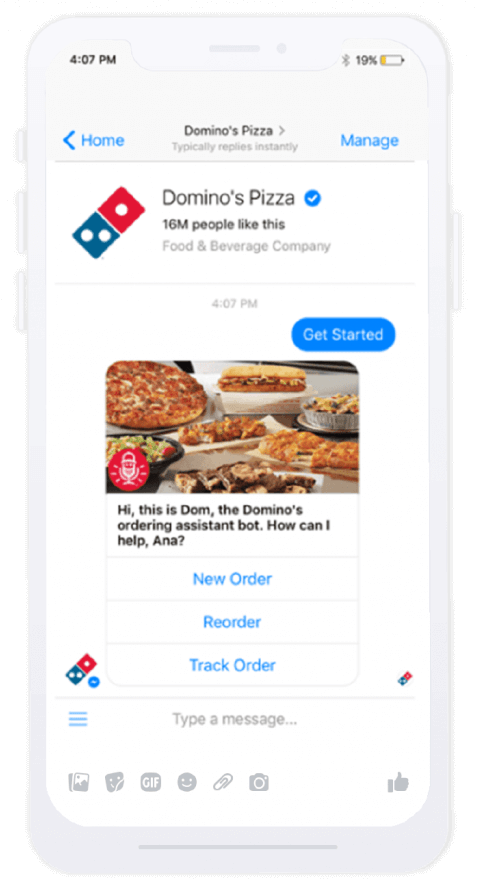 4:07 PM
19%
Home
Domino's Pizza >
Typically replies instantly
Manage
Domino's Pizza
16M people like this
Food & Beverage Company
4:07 PM
Get Started
Hi, this is Dom, the Domino's
ordering assistant bot. How can I
help, Ana?
New Order
Reorder
Track Order
Type a message...
GIF